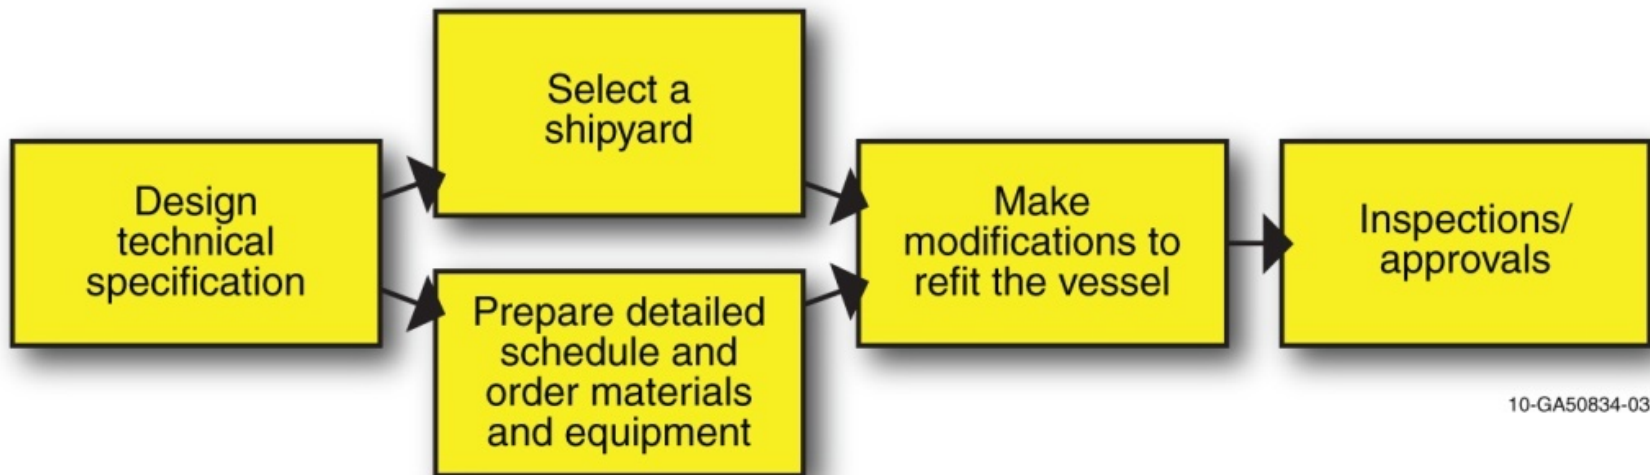 Select a
shipyard
Design
technical
specification
Prepare detailed
schedule and
order materials
and equipment
Make
modifications to
refit the vessel
Inspections/
approvals
10-GA50834-03